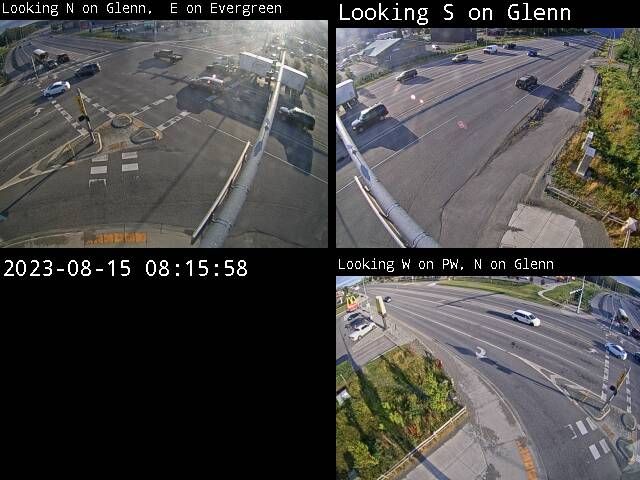 Looking N on Glenn,  E on Evergreen
Looking S on Glenn
2023-08-15 08:15:58
Looking W on PW, N on Glenn